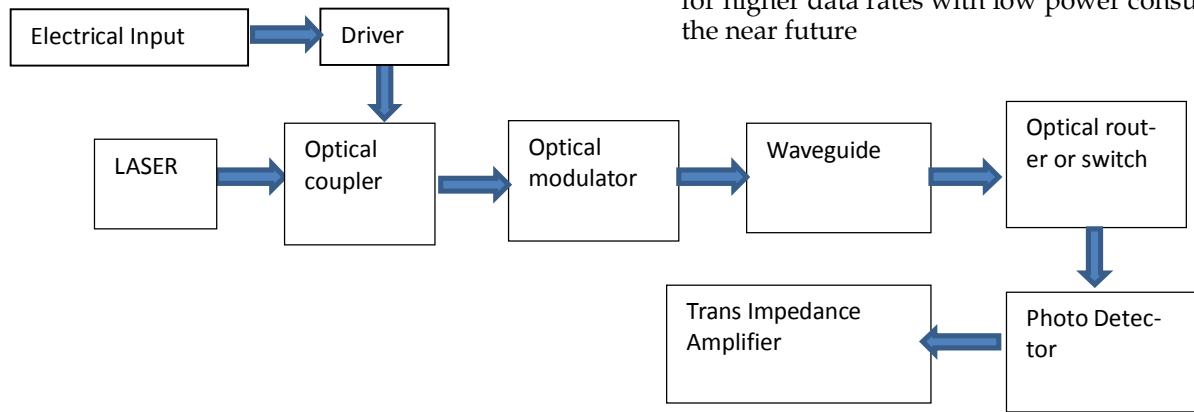 for higher data rates with low power consu
the near future
Electrical Input
Driver
LASER
Optical
coupler
Optical
modulator
Waveguide
Optical rout-
er or switch
Trans Impedance
Amplifier
Photo Detec-
tor